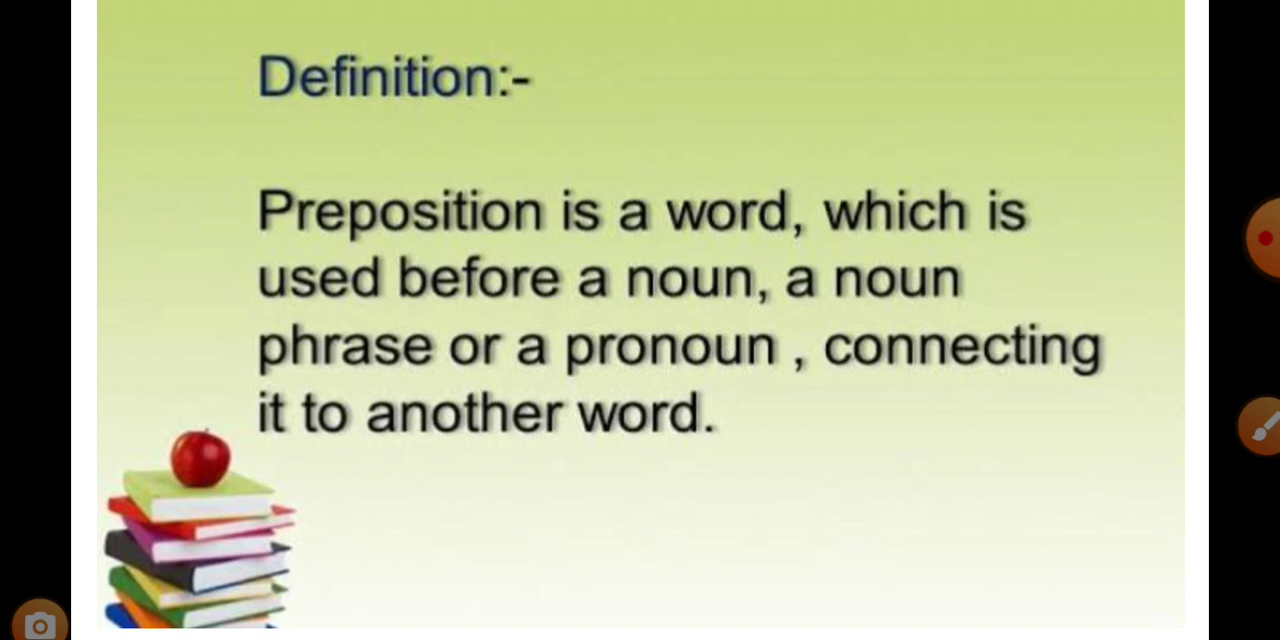 Definition:-
Preposition is a word, which is
used before a noun, a noun
phrase or a pronoun , connecting
it to another word.